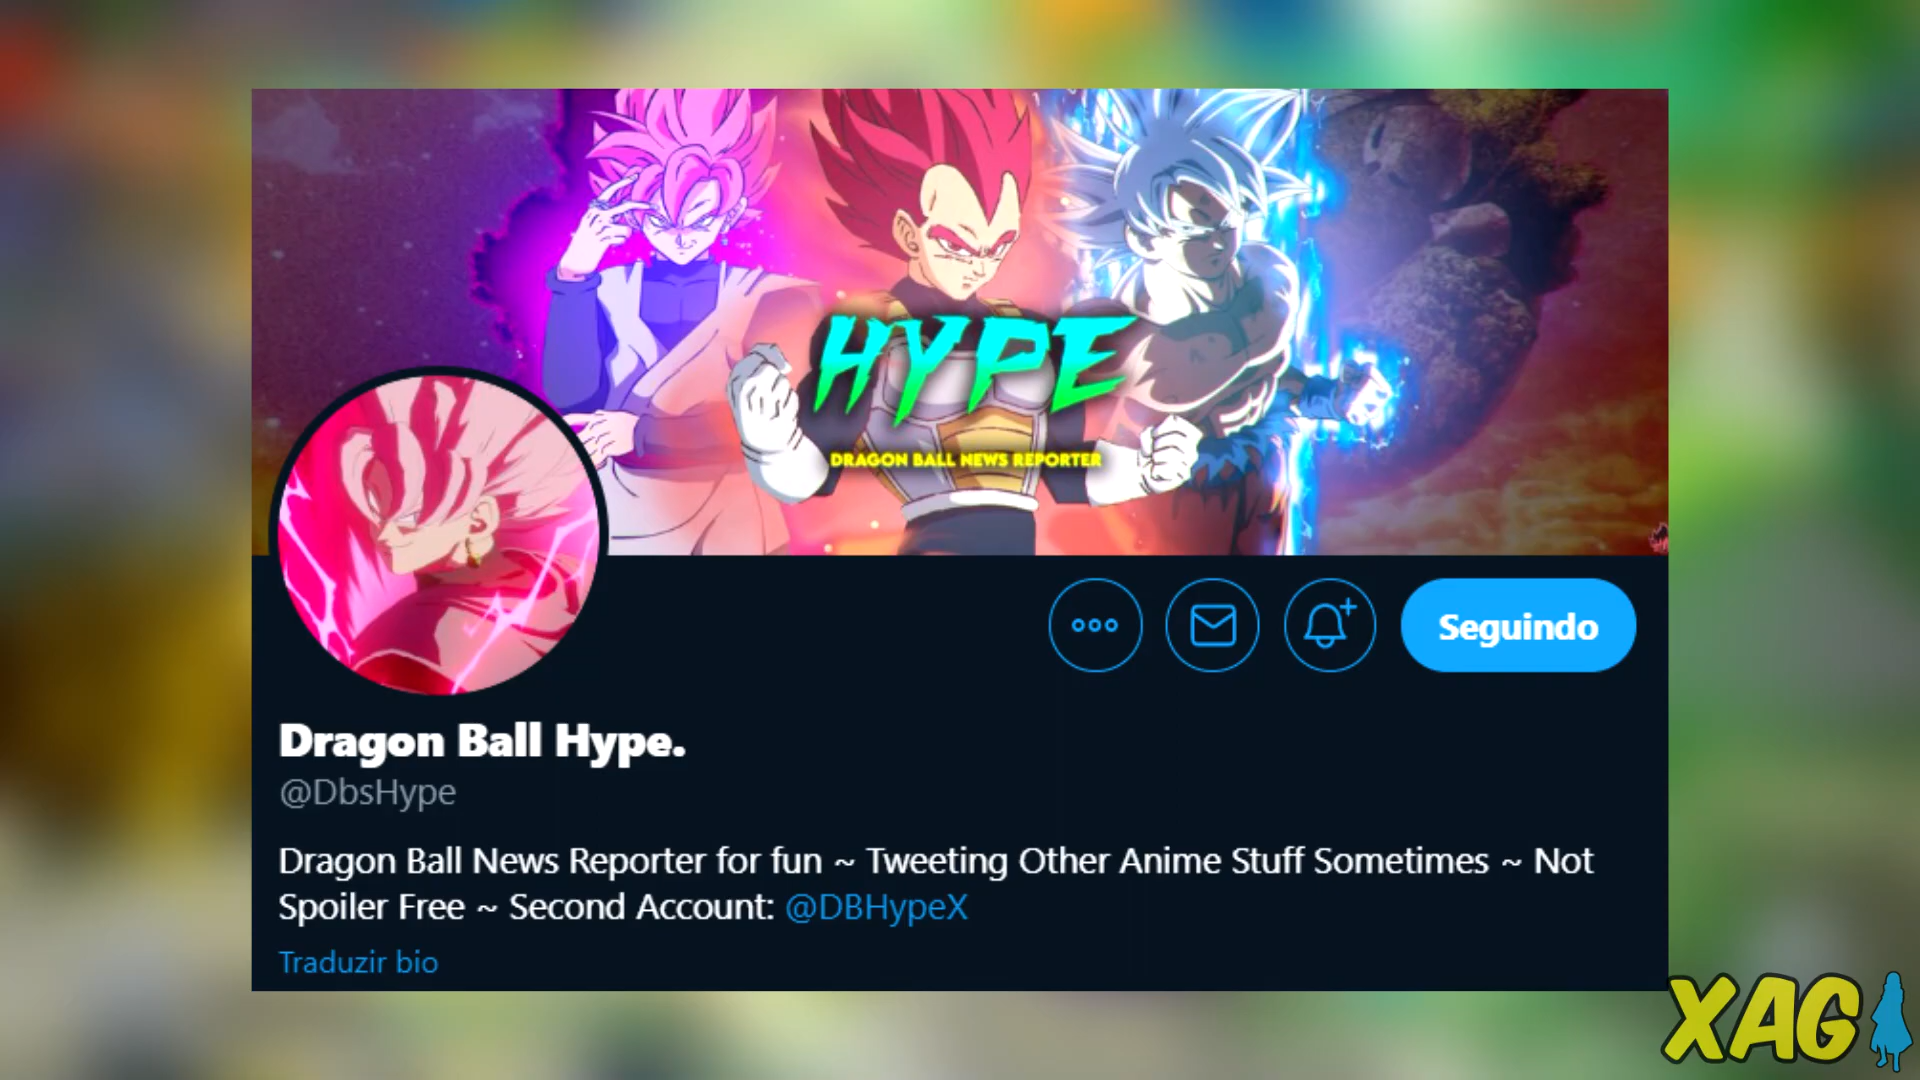 HYPE
DRAGON BALL NEWS REPORTER
Seguindo
Dragon Ball Hype.
@DbsHype
Dragon Ball News Reporter for fun ~ Tweeting Other Anime Stuff Sometimes ~ Not
Spoiler Free ~ Second Account: @DBHypeX
Traduzir bio
XAG